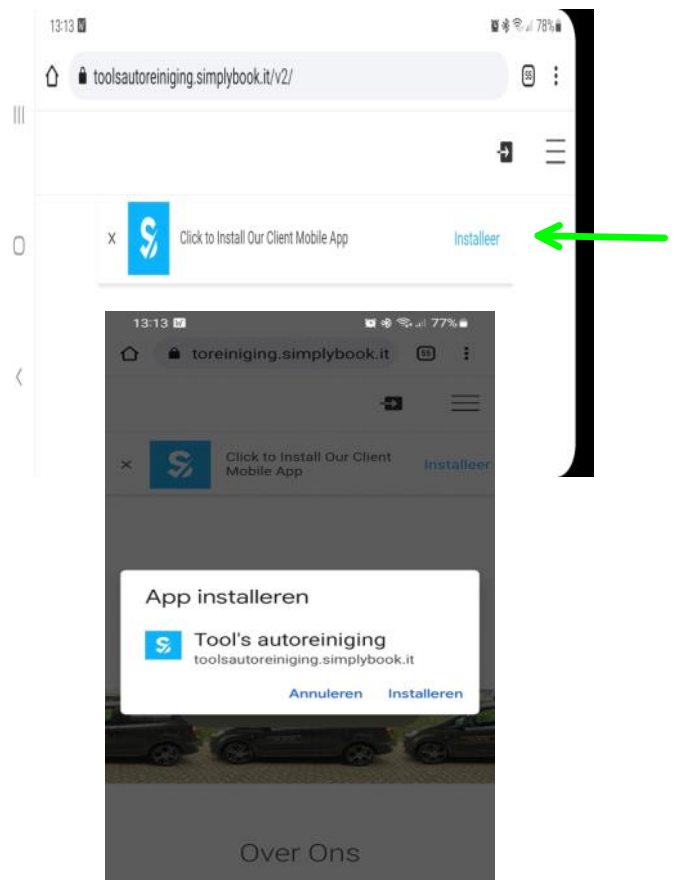 13:13
78%
toolsautoreiniging.simplybook.it/v2/
55
Click to Install Our Client Mobile App
Installeer
13:13
77%
toreiniging.simplybook.it
55
Click to Install Our Client
Mobile App
Installeer
App installeren
Tool's autoreiniging
toolsautoreiniging.simplybook.it
Annuleren Installeren
Over Ons